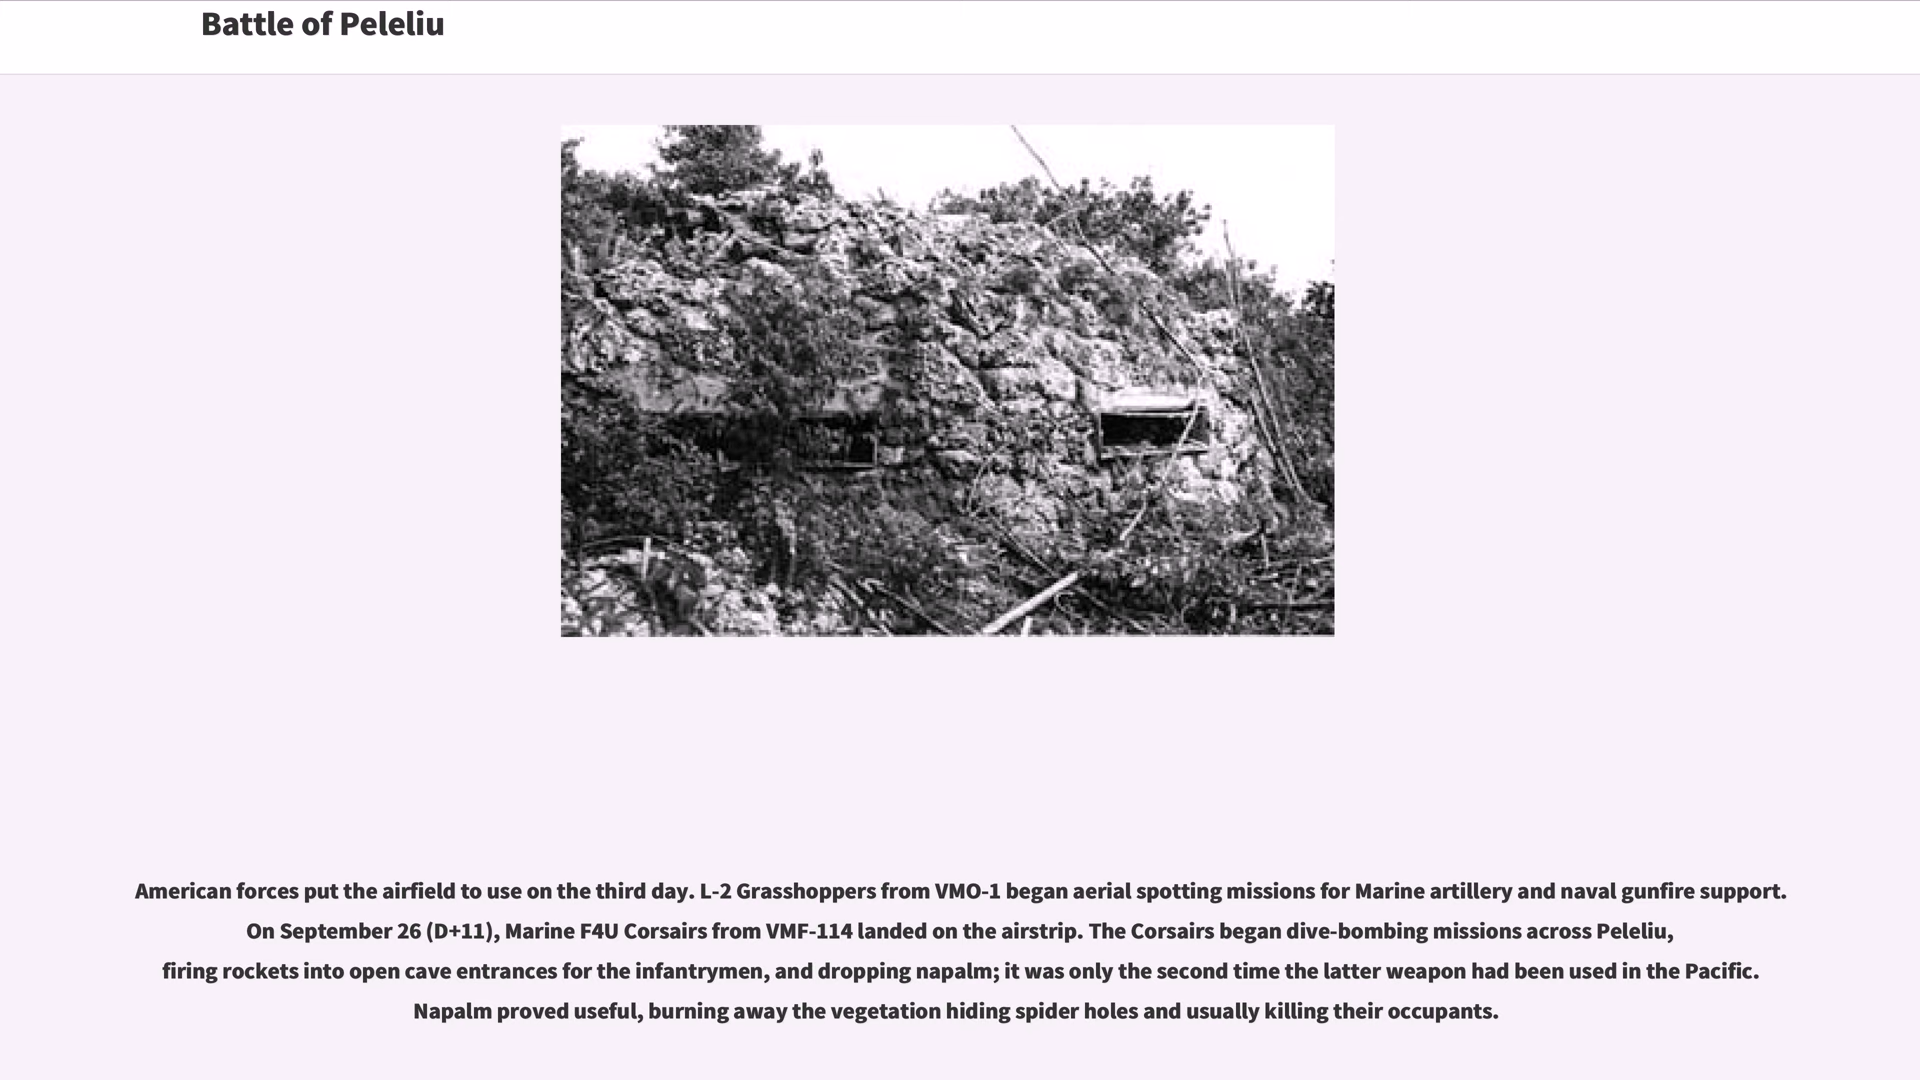 Battle of Peleliu
American forces put the airfield to use on the third day. L-2 Grasshoppers from VMO-1 began aerial spotting missions for Marine artillery and naval gunfire support.
On September 26 (D+11), Marine F4U Corsairs from VMF-114 landed on the airstrip. The Corsairs began dive-bombing missions across Peleliu,
firing rockets into open cave entrances for the infantrymen, and dropping napalm; it was only the second time the latter weapon had been used in the Pacific.
Napalm proved useful, burning away the vegetation hiding spider holes and usually killing their occupants.